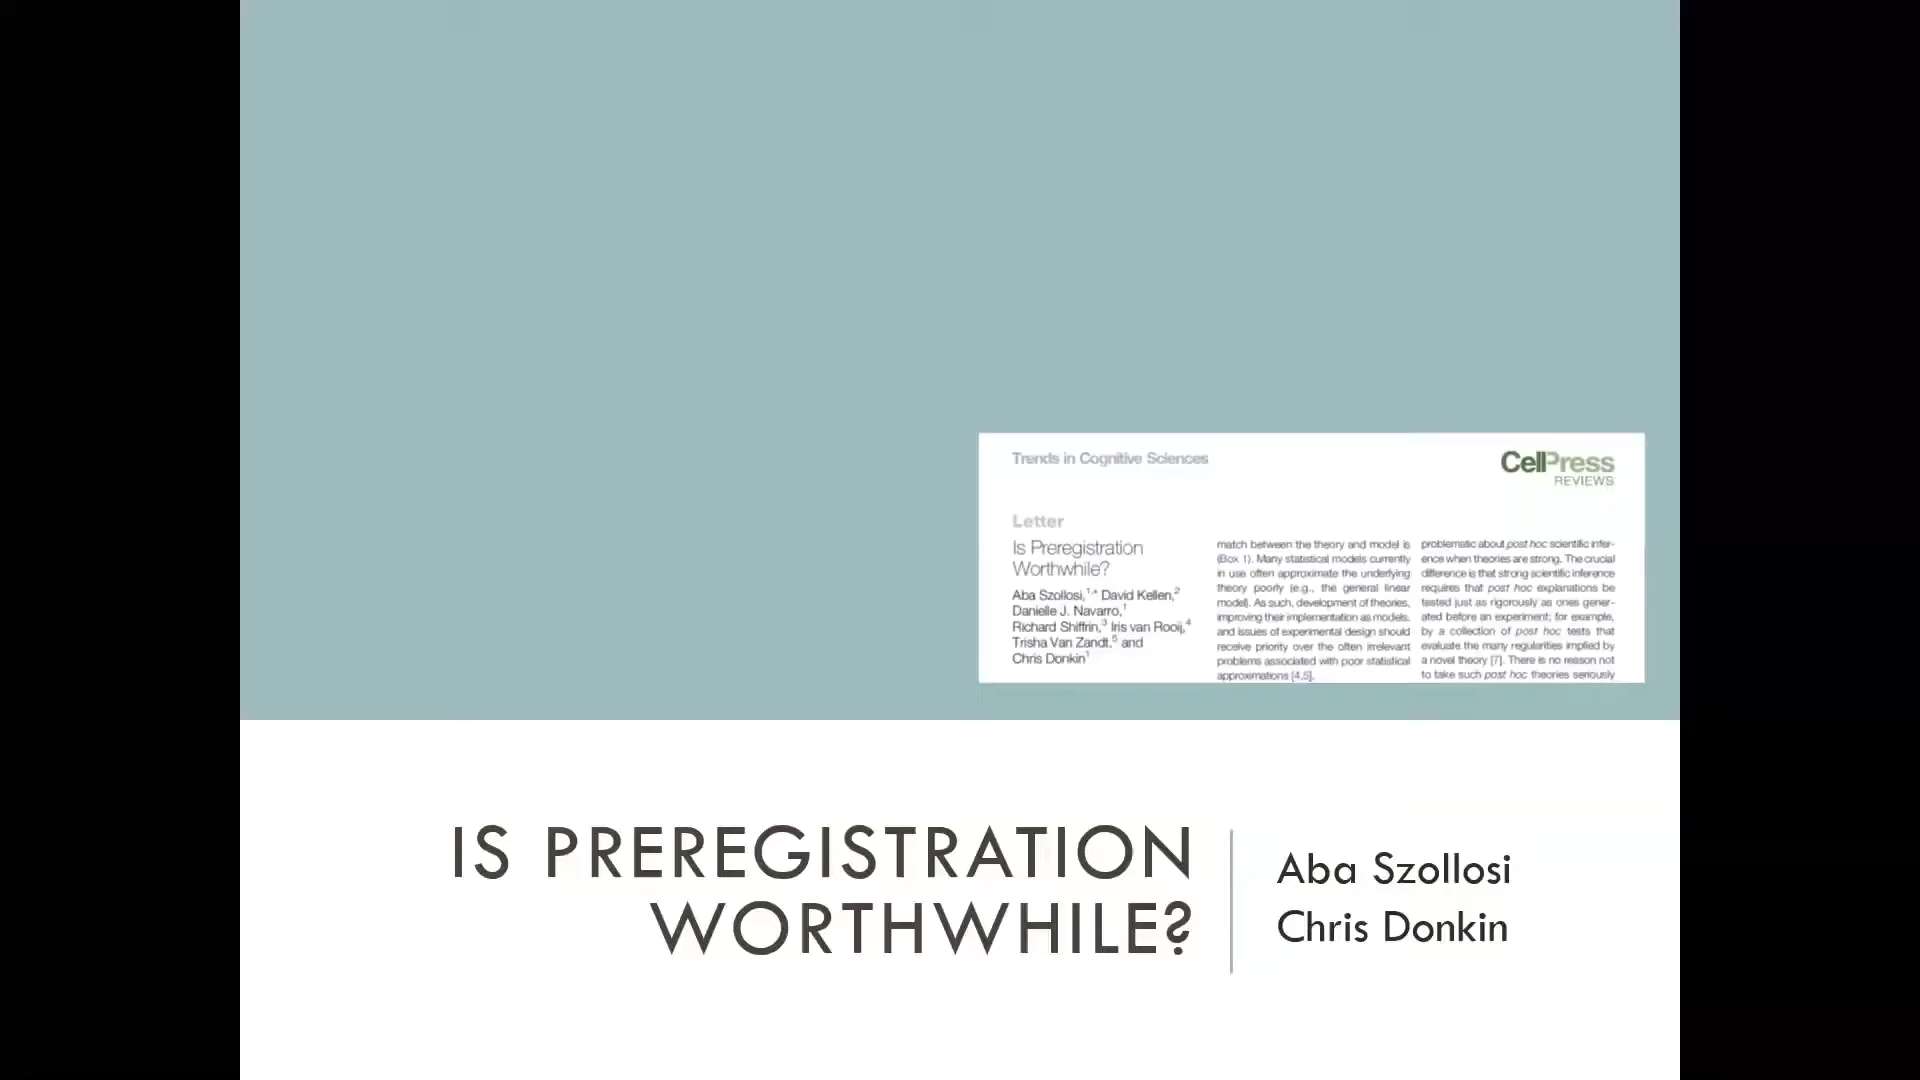 Trends in Cognitive Sciences
CellPress
REVIEWS
Letter
Is Preregistration
Worthwhile?
Aba Szollosi,1,* David Kellen,2
Danielle J. Navarro,1
Richard Shiffrin,3 Iris van Rooij,4
Trisha Van Zandt,5 and
Chris Donkin1
match between the theory and model is
(Box 1). Many statistical models currently
in use often approximate the underlying
theory poorly (e.g., the general linear
model). As such, development of theories,
improving their implementation as models,
and issues of experimental design should
receive priority over the often irrelevant
problems associated with poor statistical
approximations [4,5].
problematic about post hoc scientific infer-
ence when theories are strong. The crucial
difference is that strong scientific inference
requires that post hoc explanations be
tested just as rigorously as ones gener-
ated before an experiment; for example,
by a collection of post hoc tests that
evaluate the many regularities implied by
a novel theory [7]. There is no reason not
to take such post hoc theories seriously
IS PREREGISTRATION
WORTHWHILE?
Aba Szollosi
Chris Donkin